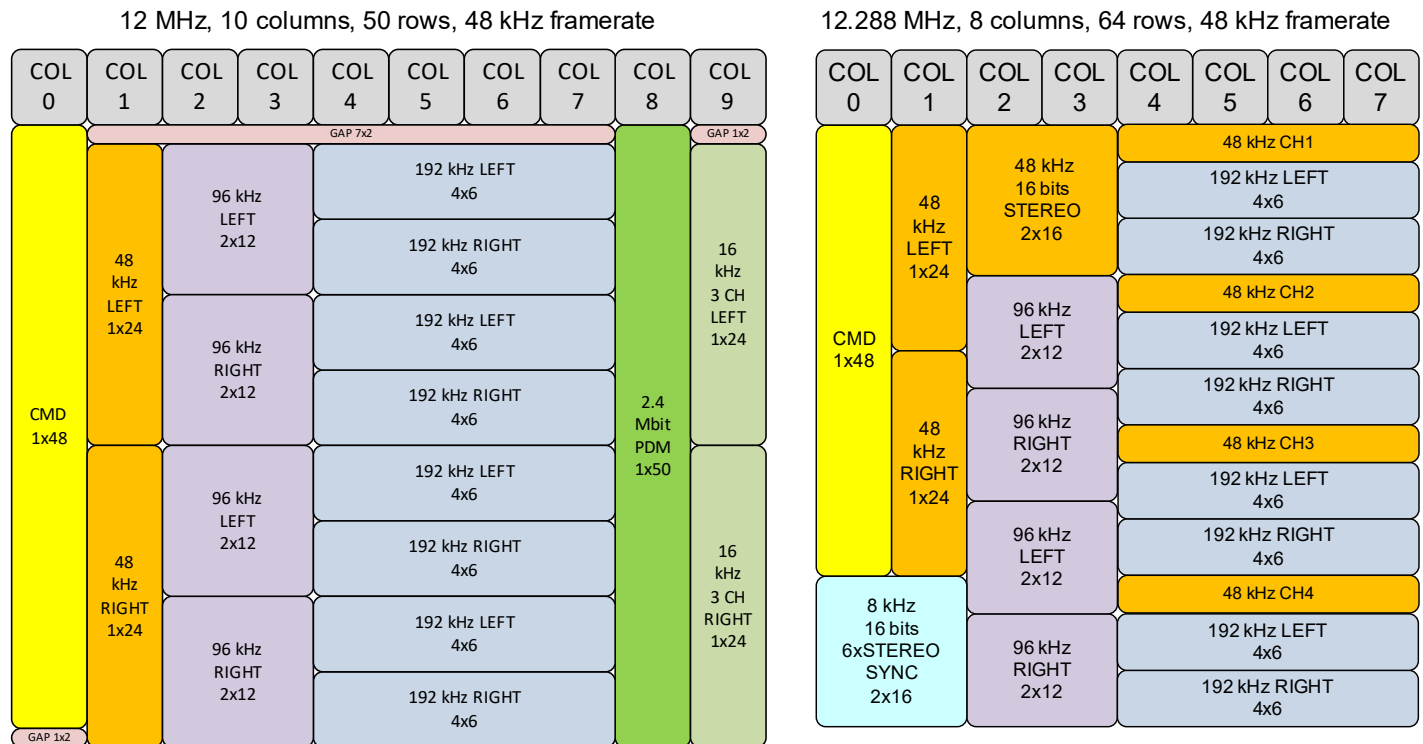 12 MHz, 10 columns, 50 rows, 48 kHz framerate
COL
0
COL
1
COL
2
COL
3
COL
4
COL
5
COL
6
COL
7
COL
8
COL
9
GAP 7x2
GAP 1x2
CMD
1x48
GAP 1x2
48
kHz
LEFT
1x24
48
kHz
RIGHT
1x24
96 kHz
LEFT
2x12
96 kHz
RIGHT
2x12
96 kHz
LEFT
2x12
96 kHz
RIGHT
2x12
192 kHz LEFT
4x6
192 kHz RIGHT
4x6
192 kHz LEFT
4x6
192 kHz RIGHT
4x6
192 kHz LEFT
4x6
192 kHz RIGHT
4x6
192 kHz LEFT
4x6
192 kHz RIGHT
4x6
2.4
Mbit
PDM
1x50
16
kHz
3 CH
LEFT
1x24
16
kHz
3 CH
RIGHT
1x24
12.288 MHz, 8 columns, 64 rows, 48 kHz framerate
COL
0
COL
1
COL
2
COL
3
COL
4
COL
5
COL
6
COL
7
CMD
1x48
8 kHz
16 bits
6xSTEREO
SYNC
2x16
48
kHz
LEFT
1x24
48
kHz
RIGHT
1x24
48 kHz
16 bits
STEREO
2x16
96 kHz
LEFT
2x12
96 kHz
RIGHT
2x12
96 kHz
LEFT
2x12
96 kHz
RIGHT
2x12
48 kHz CH1
192 kHz LEFT
4x6
192 kHz RIGHT
4x6
48 kHz CH2
192 kHz LEFT
4x6
192 kHz RIGHT
4x6
48 kHz CH3
192 kHz LEFT
4x6
192 kHz RIGHT
4x6
48 kHz CH4
192 kHz LEFT
4x6
192 kHz RIGHT
4x6